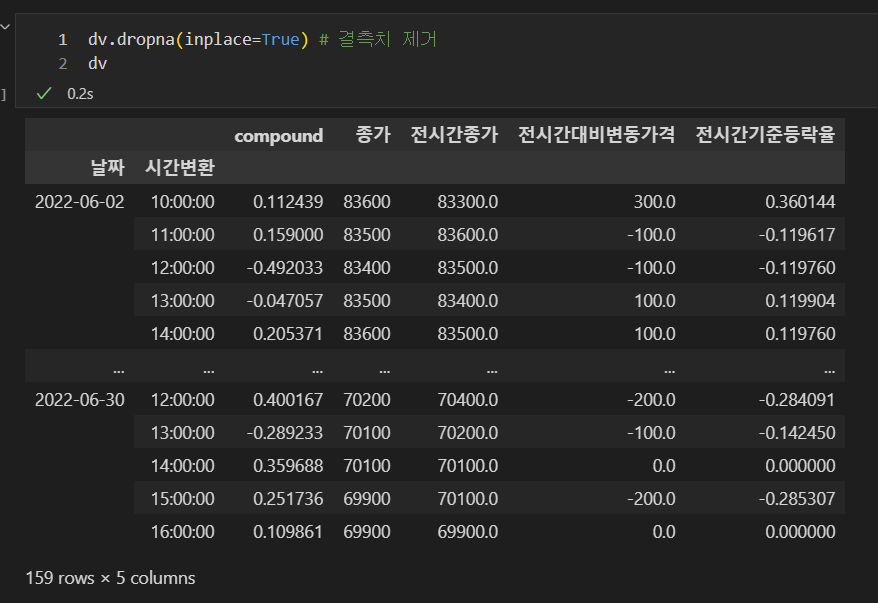 1 dv.dropna(inplace=True) # 결측치 제거
2 dv
] ✓ 0.2s
compound 종가 전시간종가 전시간대비변동가격 전시간기준등락율
날짜 시간변환
2022-06-02 10:00:00 0.112439 83600 83300.0 300.0 0.360144
11:00:00 0.159000 83500 83600.0 -100.0 -0.119617
12:00:00 -0.492033 83400 83500.0 -100.0 -0.119760
13:00:00 -0.047057 83500 83400.0 100.0 0.119904
14:00:00 0.205371 83600 83500.0 100.0 0.119760
... ... ... ... ... ... ...
2022-06-30 12:00:00 0.400167 70200 70400.0 -200.0 -0.284091
13:00:00 -0.289233 70100 70200.0 -100.0 -0.142450
14:00:00 0.359688 70100 70100.0 0.0 0.000000
15:00:00 0.251736 69900 70100.0 -200.0 -0.285307
16:00:00 0.109861 69900 69900.0 0.0 0.000000
159 rows × 5 columns